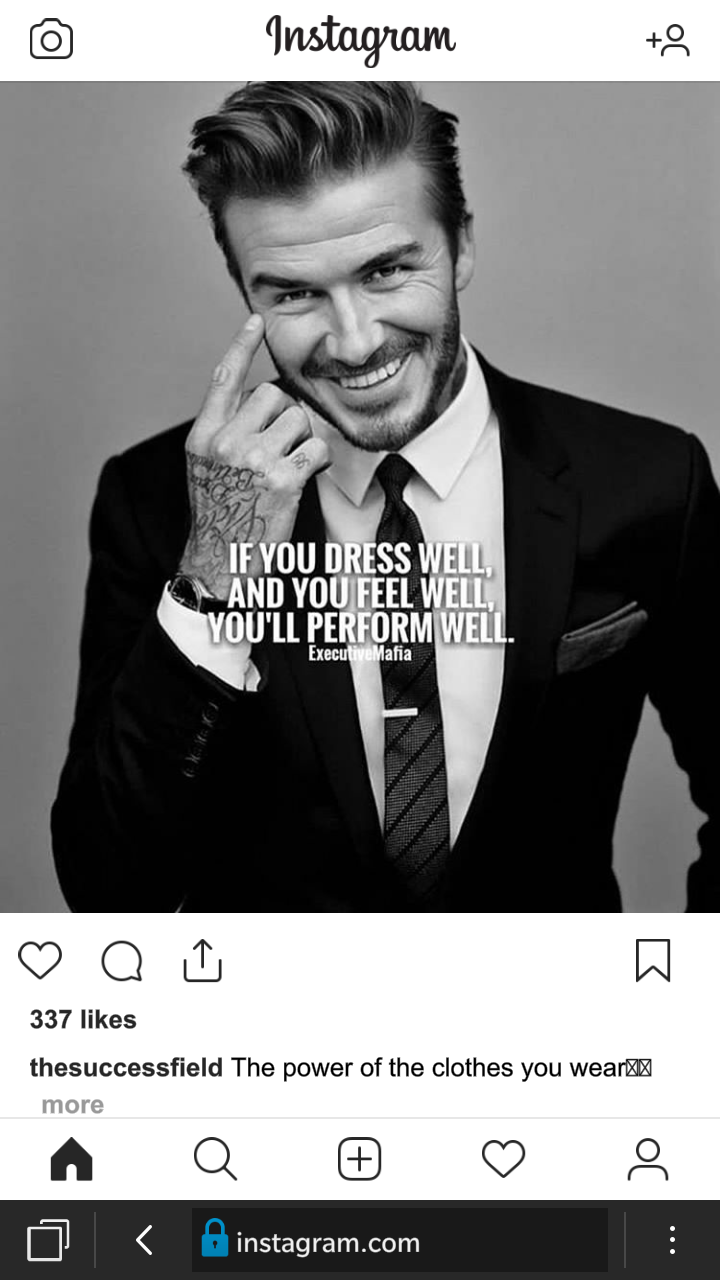 Instagram
IF YOU DRESS WELL,
AND YOU FEEL WELL,
YOU'LL PERFORM WELL.
ExecutiveMafia
337 likes
thesuccessfield The power of the clothes you wear
more
instagram.com